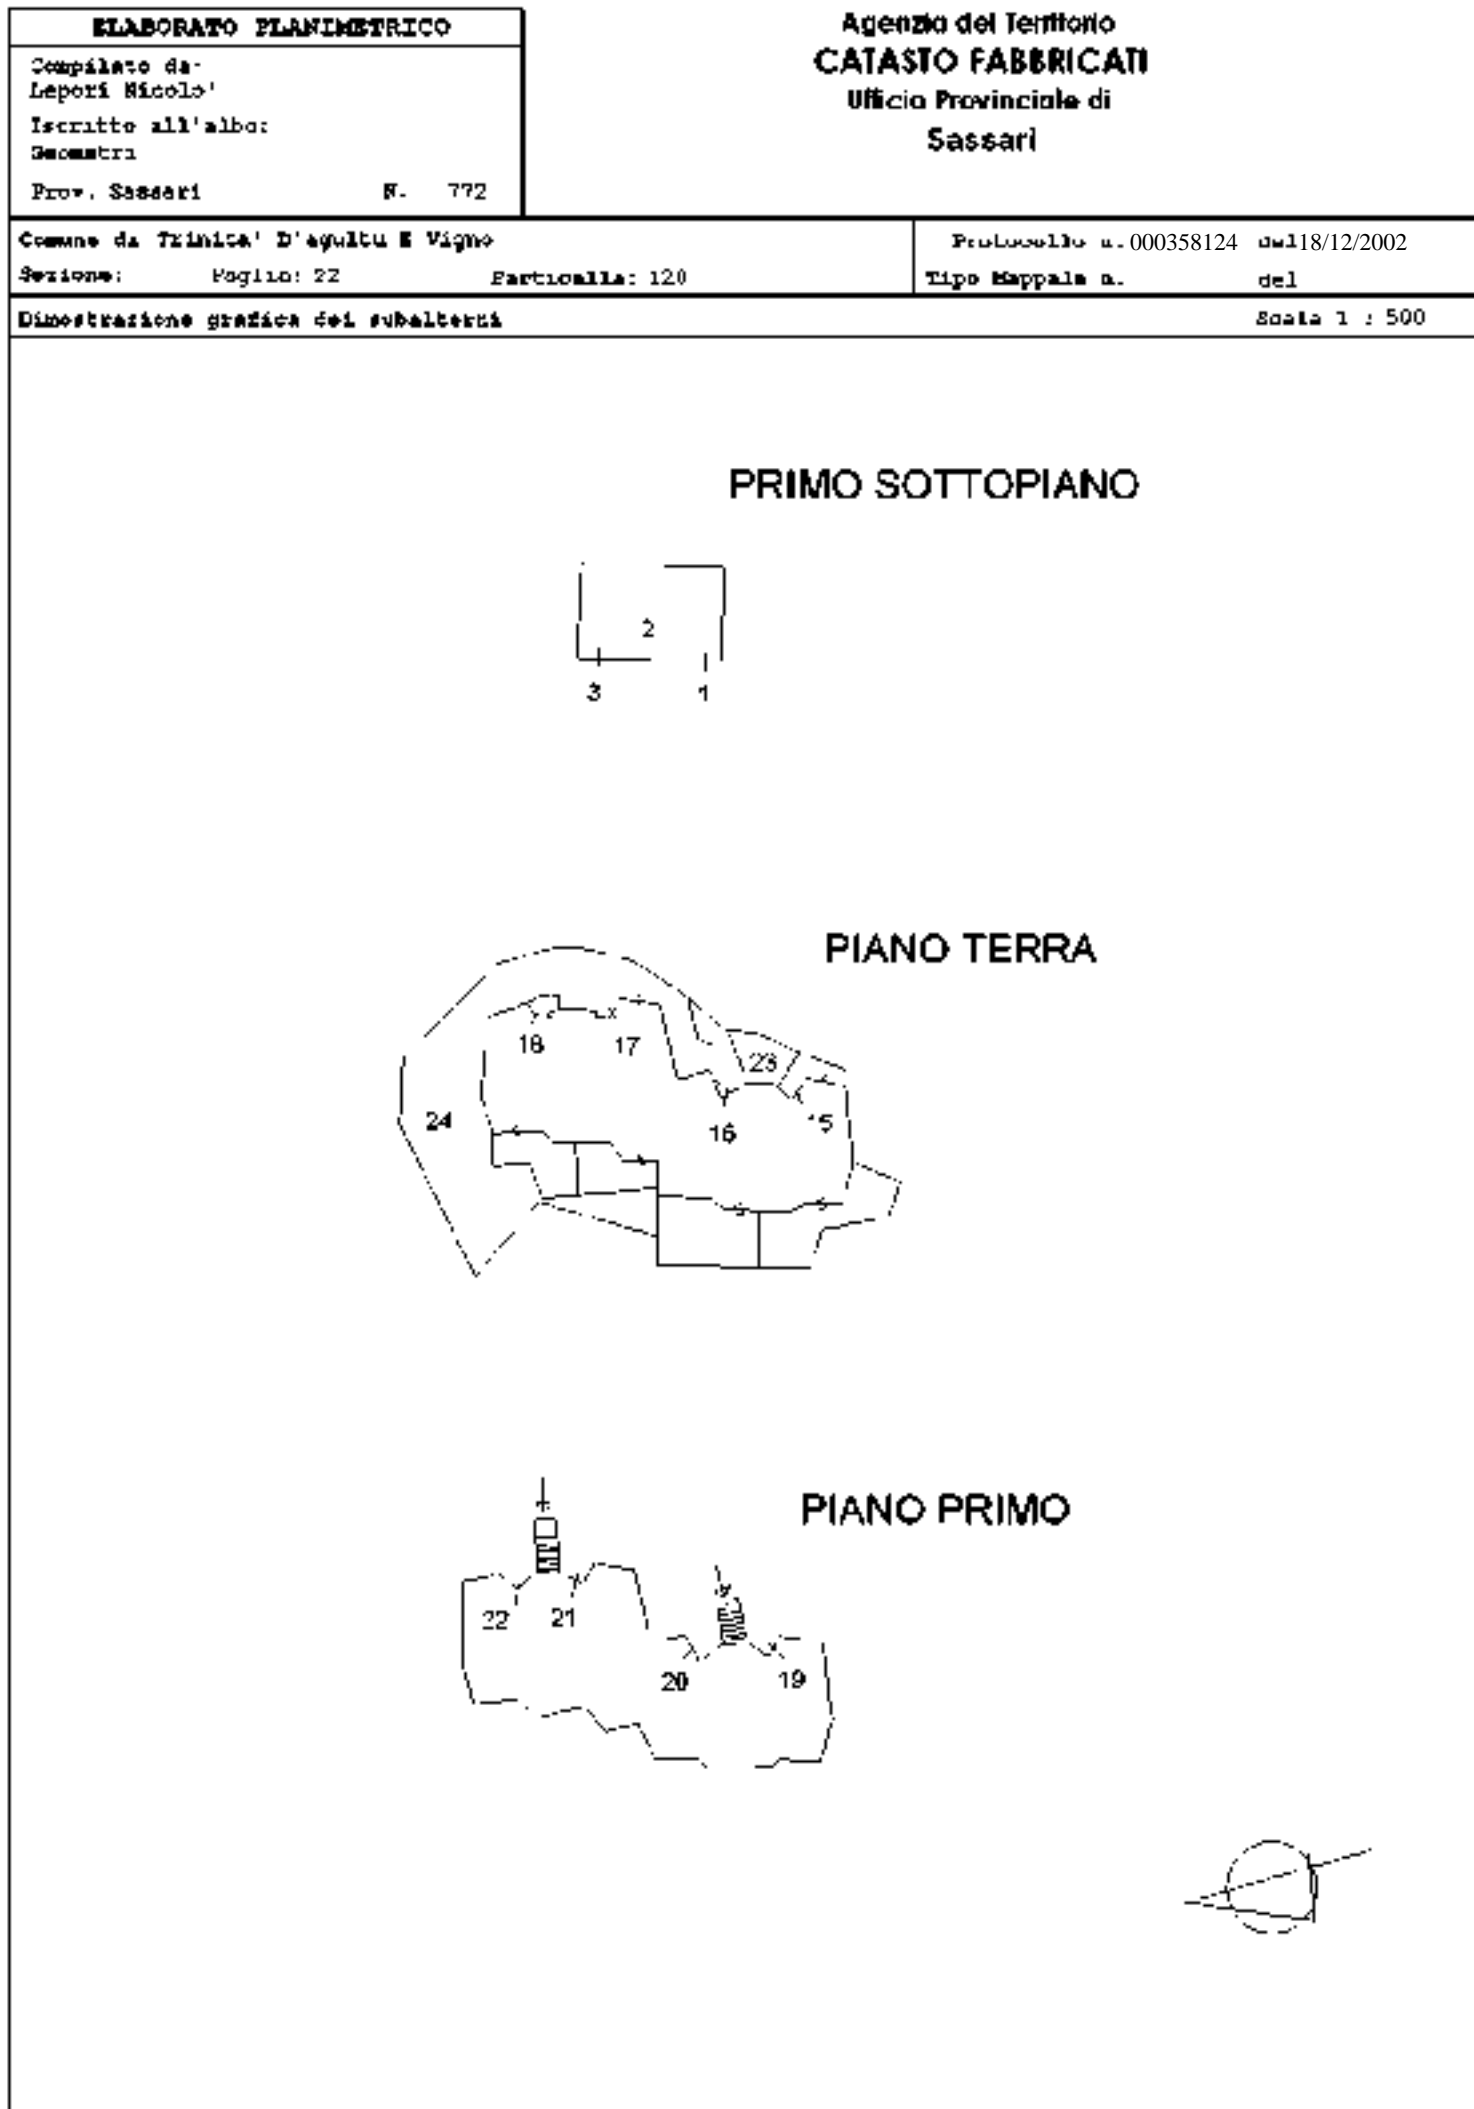 ELABORATO PLANIMETRICO
Compilato da:
Lepori Nicolo'
Iscritto all'albo:
Geometri
Prov. Sassari N. 772
Agenzia del Territorio
CATASTO FABBRICATI
Ufficio Provinciale di
Sassari
Comune di Trinita' D'agultu E Vigno
Sezione: Foglio: 22 Particella: 120
Protocollo n. 000358124 del 18/12/2002
Tipo Mappale n. del
Dimostrazione grafica dei subalterni Scala 1 : 500
PRIMO SOTTOPIANO
2
3 1
PIANO TERRA
18 17
23
24 16 15
PIANO PRIMO
22 21
20 19